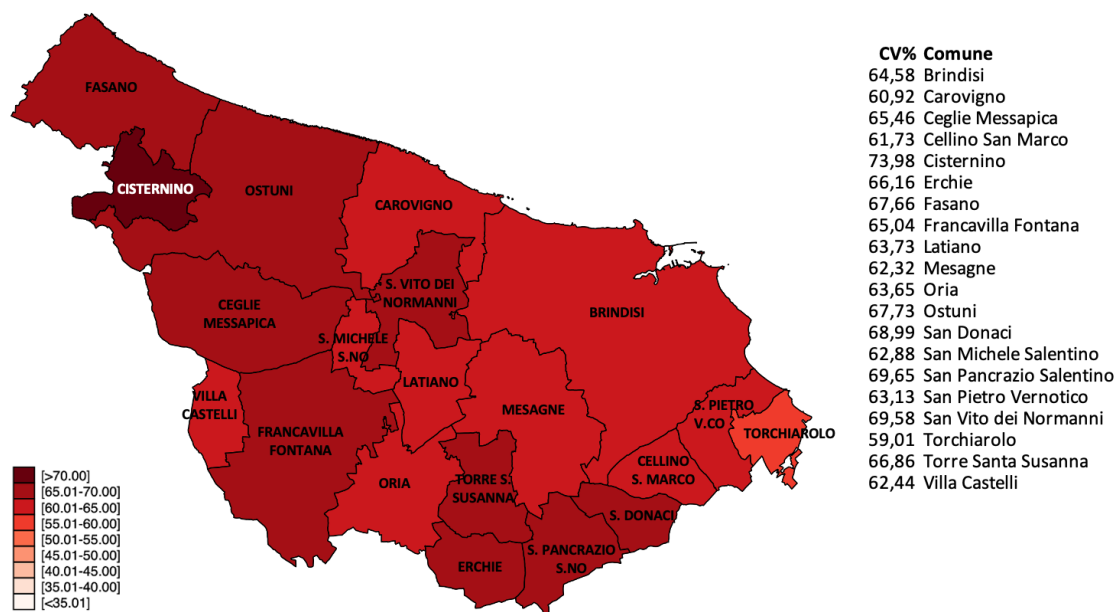 FASANO
CISTERNINO
OSTUNI
CAROVIGNO
S. VITO DEI
NORMANNI
BRINDISI
CEGLIE
MESSAPICA
S. MICHELE
S.NO
LATIANO
VILLA
CASTELLI
MESAGNE
S. PIETRO
V.CO
TORCHIAROLO
FRANCAVILLA
FONTANA
CELLINO
S. MARCO
ORIA
TORRE S.
SUSANNA
S. DONACI
S. PANCRAZIO
S.NO
ERCHIE
[>70.00]
[65.01-70.00]
[60.01-65.00]
[55.01-60.00]
[50.01-55.00]
[45.01-50.00]
[40.01-45.00]
[35.01-40.00]
[<35.01]
CV% Comune
64,58 Brindisi
60,92 Carovigno
65,46 Ceglie Messapica
61,73 Cellino San Marco
73,98 Cisternino
66,16 Erchie
67,66 Fasano
65,04 Francavilla Fontana
63,73 Latiano
62,32 Mesagne
63,65 Oria
67,73 Ostuni
68,99 San Donaci
62,88 San Michele Salentino
69,65 San Pancrazio Salentino
63,13 San Pietro Vernotico
69,58 San Vito dei Normanni
59,01 Torchiarolo
66,86 Torre Santa Susanna
62,44 Villa Castelli